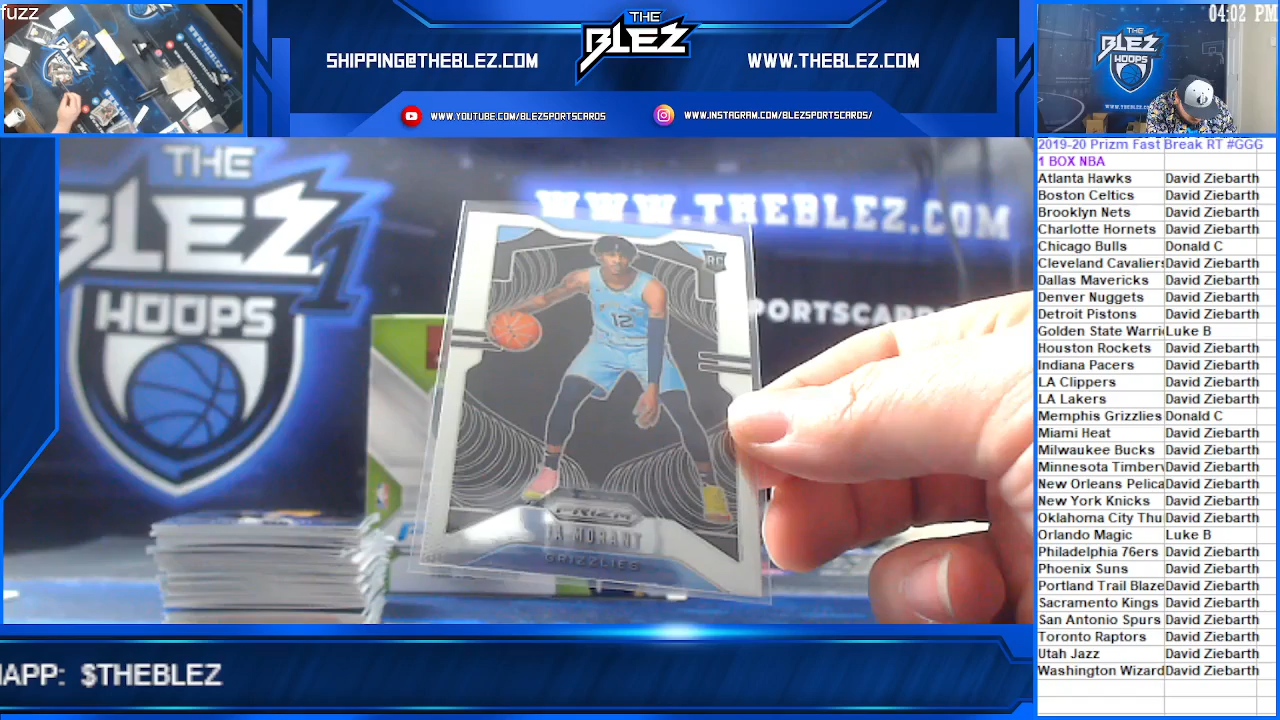 fuzz
SHIPPING@THEBLEZ.COM
THE
BLEZ
WWW.THEBLEZ.COM
WWW.YOUTUBE.COM/BLEZSPORTSCARDS
WWW.INSTAGRAM.COM/BLEZSPORTSCARDS/
04:02 PM
THE
BLEZ
HOOPS
THE
BLEZ
HOOPS
1
WWW.THEBLEZ.COM
SPORTSCAR
RC
12
PRIZM
JA MORANT
GRIZZLIES
APP: $THEBLEZ
2019-20 Prizm Fast Break RT #GGG
1 BOX NBA
Atlanta Hawks David Ziebarth
Boston Celtics David Ziebarth
Brooklyn Nets David Ziebarth
Charlotte Hornets David Ziebarth
Chicago Bulls Donald C
Cleveland Cavaliers David Ziebarth
Dallas Mavericks David Ziebarth
Denver Nuggets David Ziebarth
Detroit Pistons David Ziebarth
Golden State Warri Luke B
Houston Rockets David Ziebarth
Indiana Pacers David Ziebarth
LA Clippers David Ziebarth
LA Lakers David Ziebarth
Memphis Grizzlies Donald C
Miami Heat David Ziebarth
Milwaukee Bucks David Ziebarth
Minnesota Timberv David Ziebarth
New Orleans Pelica David Ziebarth
New York Knicks David Ziebarth
Oklahoma City Thu David Ziebarth
Orlando Magic Luke B
Philadelphia 76ers David Ziebarth
Phoenix Suns David Ziebarth
Portland Trail Blaze David Ziebarth
Sacramento Kings David Ziebarth
San Antonio Spurs David Ziebarth
Toronto Raptors David Ziebarth
Utah Jazz David Ziebarth
Washington Wizard David Ziebarth